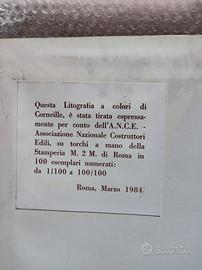 Questa Litografia a colori di
Corneille, è stata tirata espressa-
mente per conto dell'A.N.C.E. -
Associazione Nazionale Costruttori
Edili, su torchi a mano della
Stamperia M. 2 M. di Roma in
100 esemplari numerati:
da 1/100 a 100/100
Roma, Marzo 1984
subito